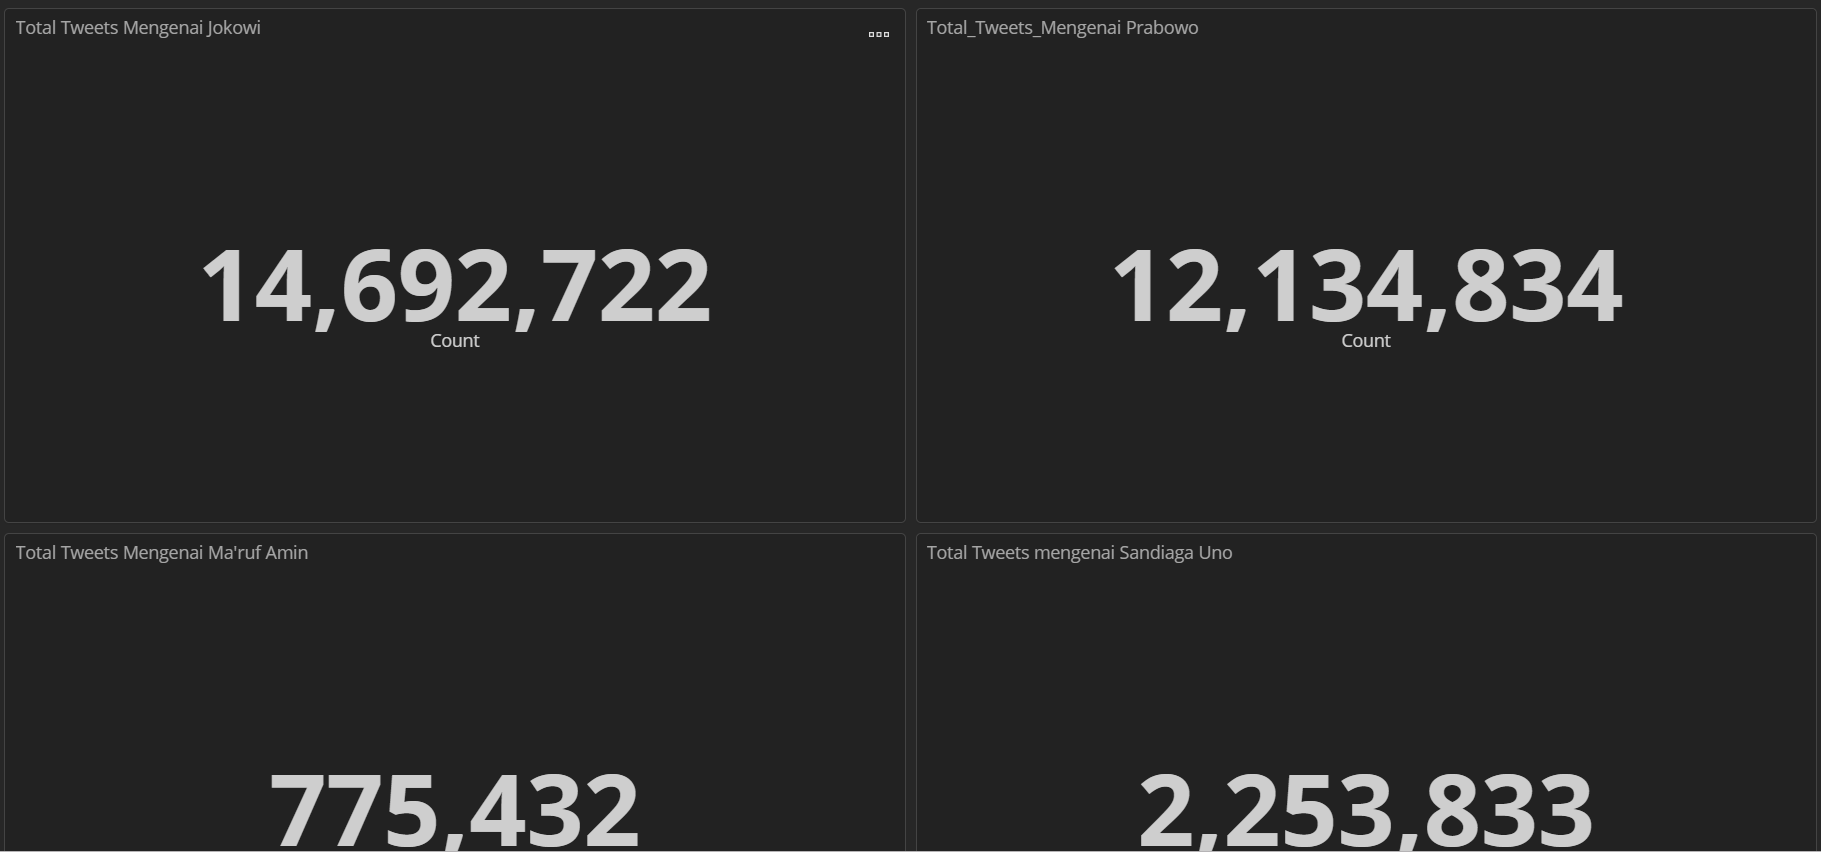 Total Tweets Mengenai Jokowi
14,692,722
Count
Total_Tweets_Mengenai Prabowo
12,134,834
Count
Total Tweets Mengenai Ma'ruf Amin
775,432
Total Tweets mengenai Sandiaga Uno
2,253,833